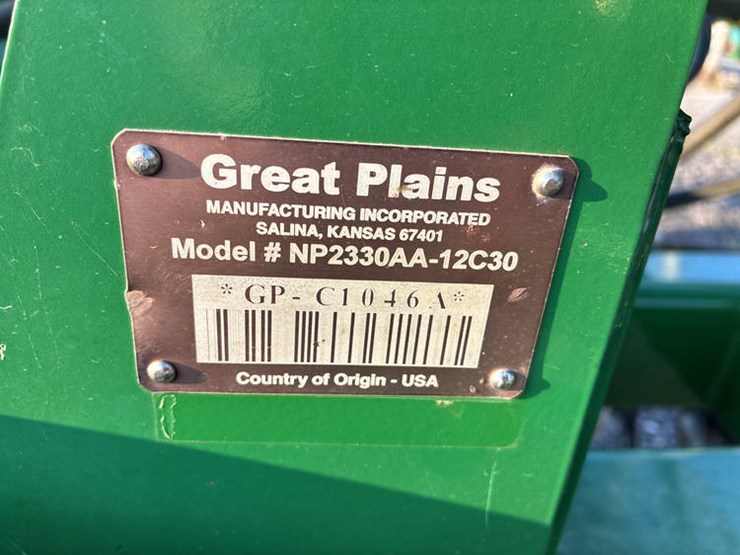 Great Plains
MANUFACTURING INCORPORATED
SALINA, KANSAS 67401
Model # NP2330AA-12C30
*GP-C1046A*
Country of Origin - USA